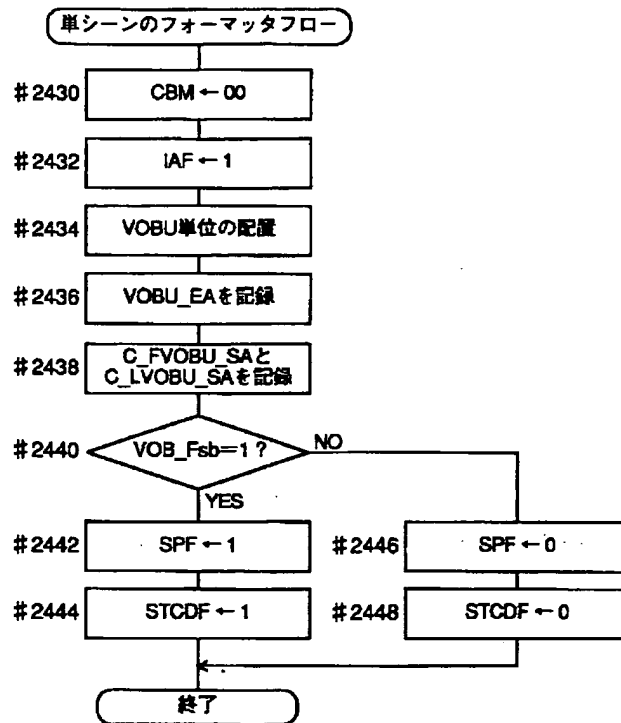 単シーンのフォーマッタフロー
#2430 CBM ← 00
#2432 IAF ← 1
#2434 VOBU単位の配置
#2436 VOBU_EAを記録
#2438 C_FVOBU_SAと
C_LVOBU_SAを記録
#2440 VOB_Fsb=1? NO
YES
#2442 SPF ← 1 #2446 SPF ← 0
#2444 STCDF ← 1 #2448 STCDF ← 0
終了